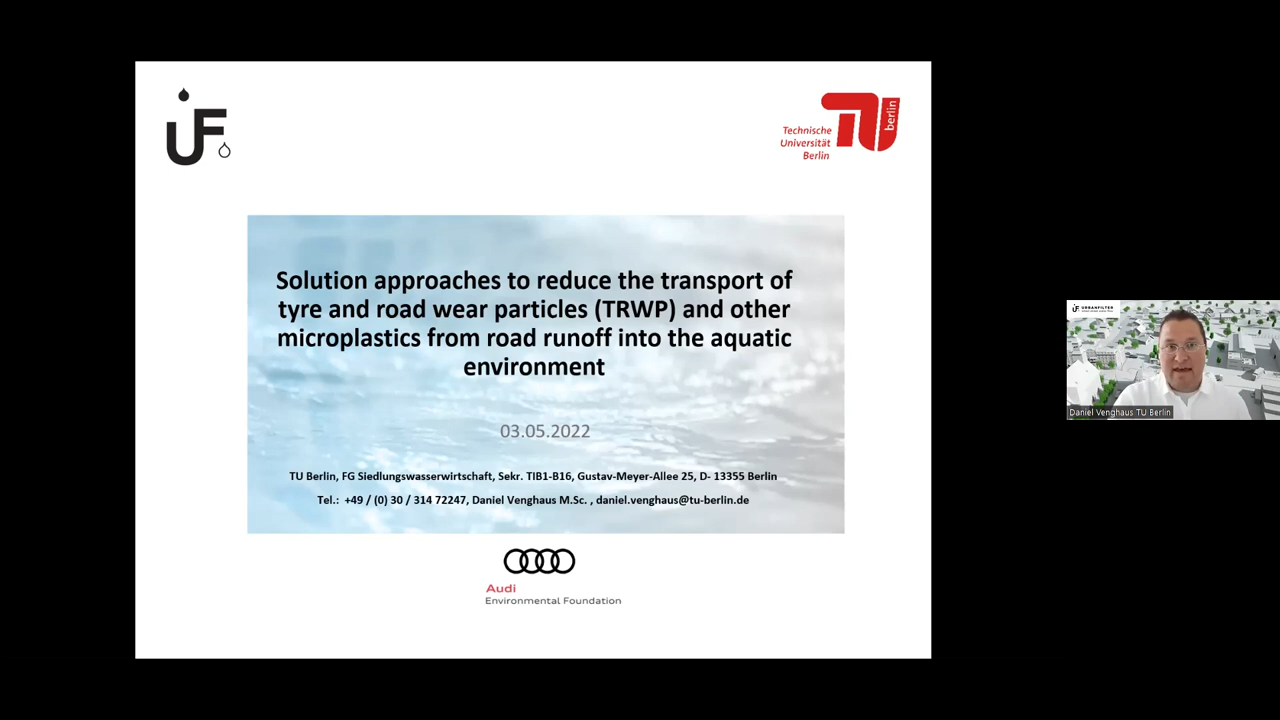 UF
Technische
Universität
Berlin
berlin
Solution approaches to reduce the transport of
tyre and road wear particles (TRWP) and other
microplastics from road runoff into the aquatic
environment
03.05.2022
TU Berlin, FG Siedlungswasserwirtschaft, Sekr. TIB1-B16, Gustav-Meyer-Allee 25, D- 13355 Berlin
Tel.: +49 / (0) 30 / 314 72247, Daniel Venghaus M.Sc. , daniel.venghaus@tu-berlin.de
Audi
Environmental Foundation
URBANFILTER
Daniel Venghaus TU Berlin